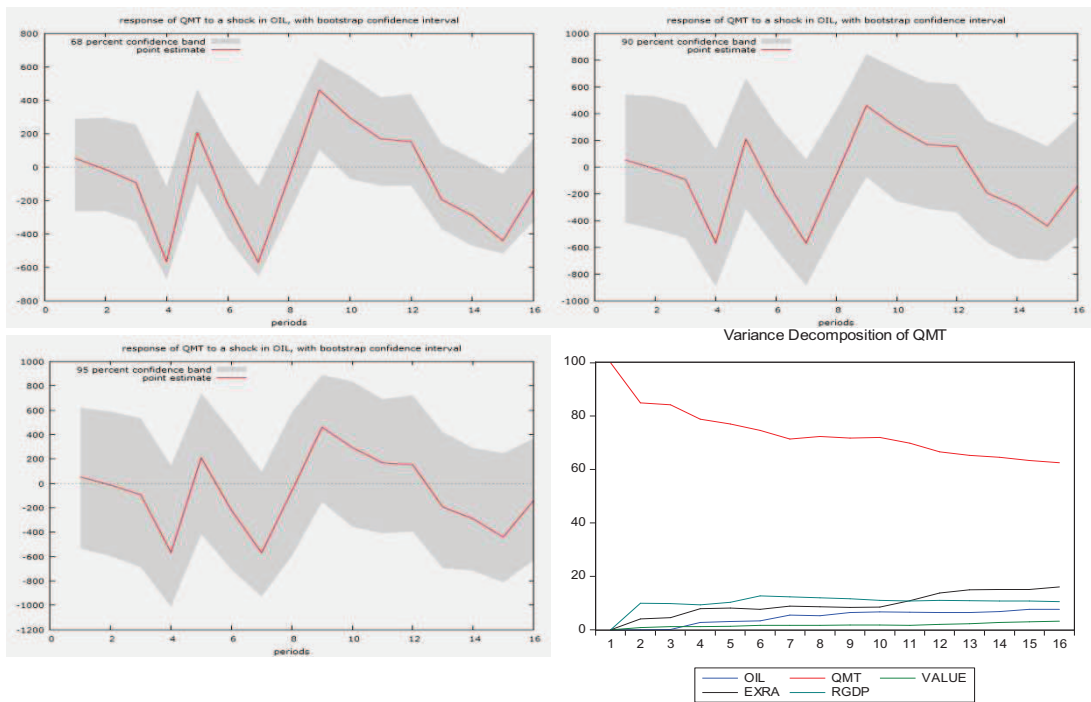 response of QMT to a shock in OIL, with bootstrap confidence interval
800
600
400
200
0
-200
-400
-600
-800
68 percent confidence band
point estimate
0 2 4 6 8 10 12 14 16
periods
response of QMT to a shock in OIL, with bootstrap confidence interval
1000
800
600
400
200
0
-200
-400
-600
-800
-1000
90 percent confidence band
point estimate
0 2 4 6 8 10 12 14 16
periods
response of QMT to a shock in OIL, with bootstrap confidence interval
1000
800
600
400
200
0
-200
-400
-600
-800
-1000
-1200
95 percent confidence band
point estimate
0 2 4 6 8 10 12 14 16
periods
Variance Decomposition of QMT
100
80
60
40
20
0
1 2 3 4 5 6 7 8 9 10 11 12 13 14 15 16
OIL QMT VALUE
EXRA RGDP